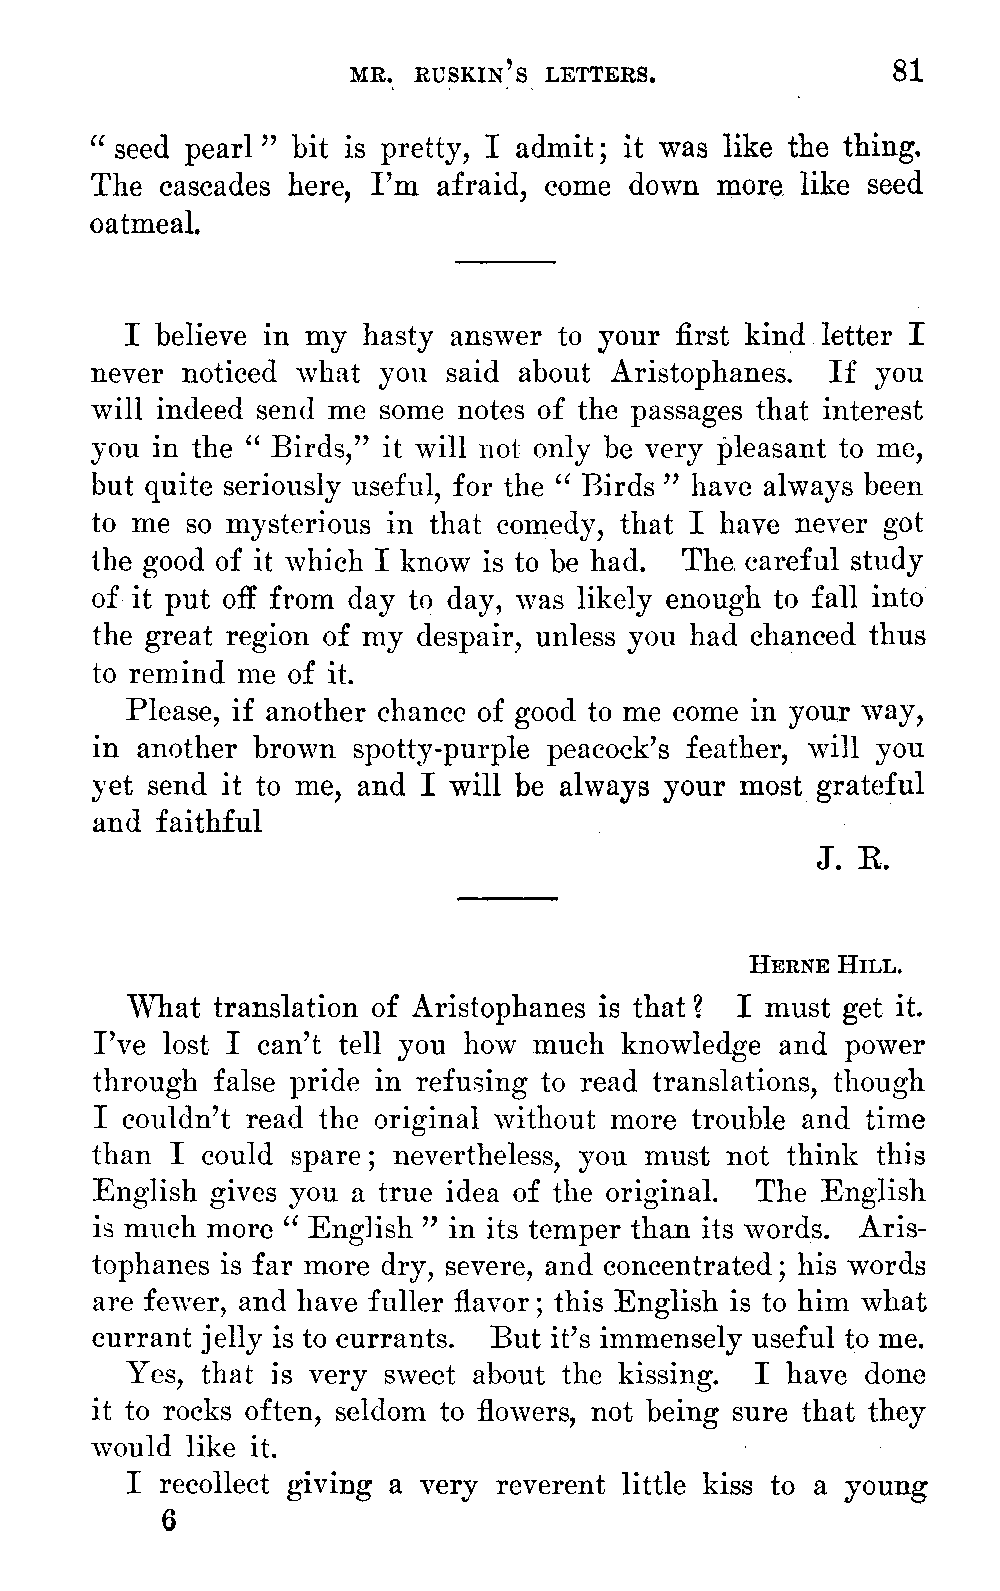 MR. RUSKIN'S LETTERS. 81
“ seed pearl ” bit is pretty, I admit; it was like the thing.
The cascades here, I’m afraid, come down more like seed
oatmeal.
I believe in my hasty answer to your first kind letter I
never noticed what you said about Aristophanes. If you
will indeed send me some notes of the passages that interest
you in the “ Birds,” it will not only be very pleasant to me,
but quite seriously useful, for the “ Birds ” have always been
to me so mysterious in that comedy, that I have never got
the good of it which I know is to be had. The careful study
of it put off from day to day, was likely enough to fall into
the great region of my despair, unless you had chanced thus
to remind me of it.
Please, if another chance of good to me come in your way,
in another brown spotty-purple peacock’s feather, will you
yet send it to me, and I will be always your most grateful
and faithful
J. R.
HERNE HILL.
What translation of Aristophanes is that? I must get it.
I’ve lost I can’t tell you how much knowledge and power
through false pride in refusing to read translations, though
I couldn’t read the original without more trouble and time
than I could spare; nevertheless, you must not think this
English gives you a true idea of the original. The English
is much more “ English ” in its temper than its words. Aris-
tophanes is far more dry, severe, and concentrated; his words
are fewer, and have fuller flavor; this English is to him what
currant jelly is to currants. But it’s immensely useful to me.
Yes, that is very sweet about the kissing. I have done
it to rocks often, seldom to flowers, not being sure that they
would like it.
I recollect giving a very reverent little kiss to a young
6